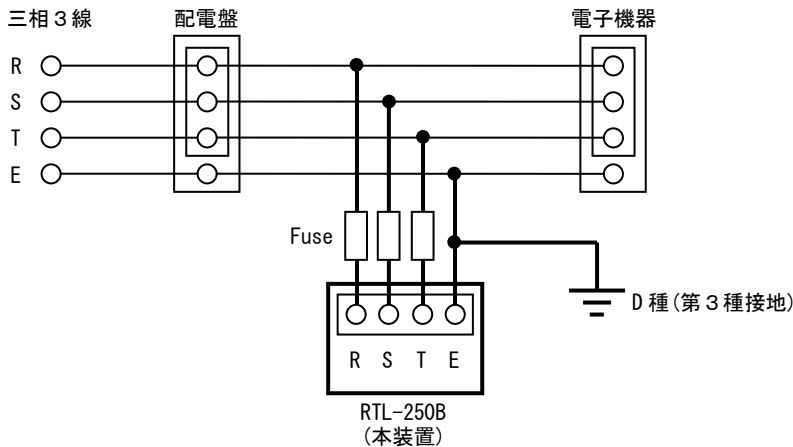 三相３線
配電盤
電子機器
R
S
T
E
Fuse
D種(第３種接地)
R S T E
RTL-250B
(本装置)